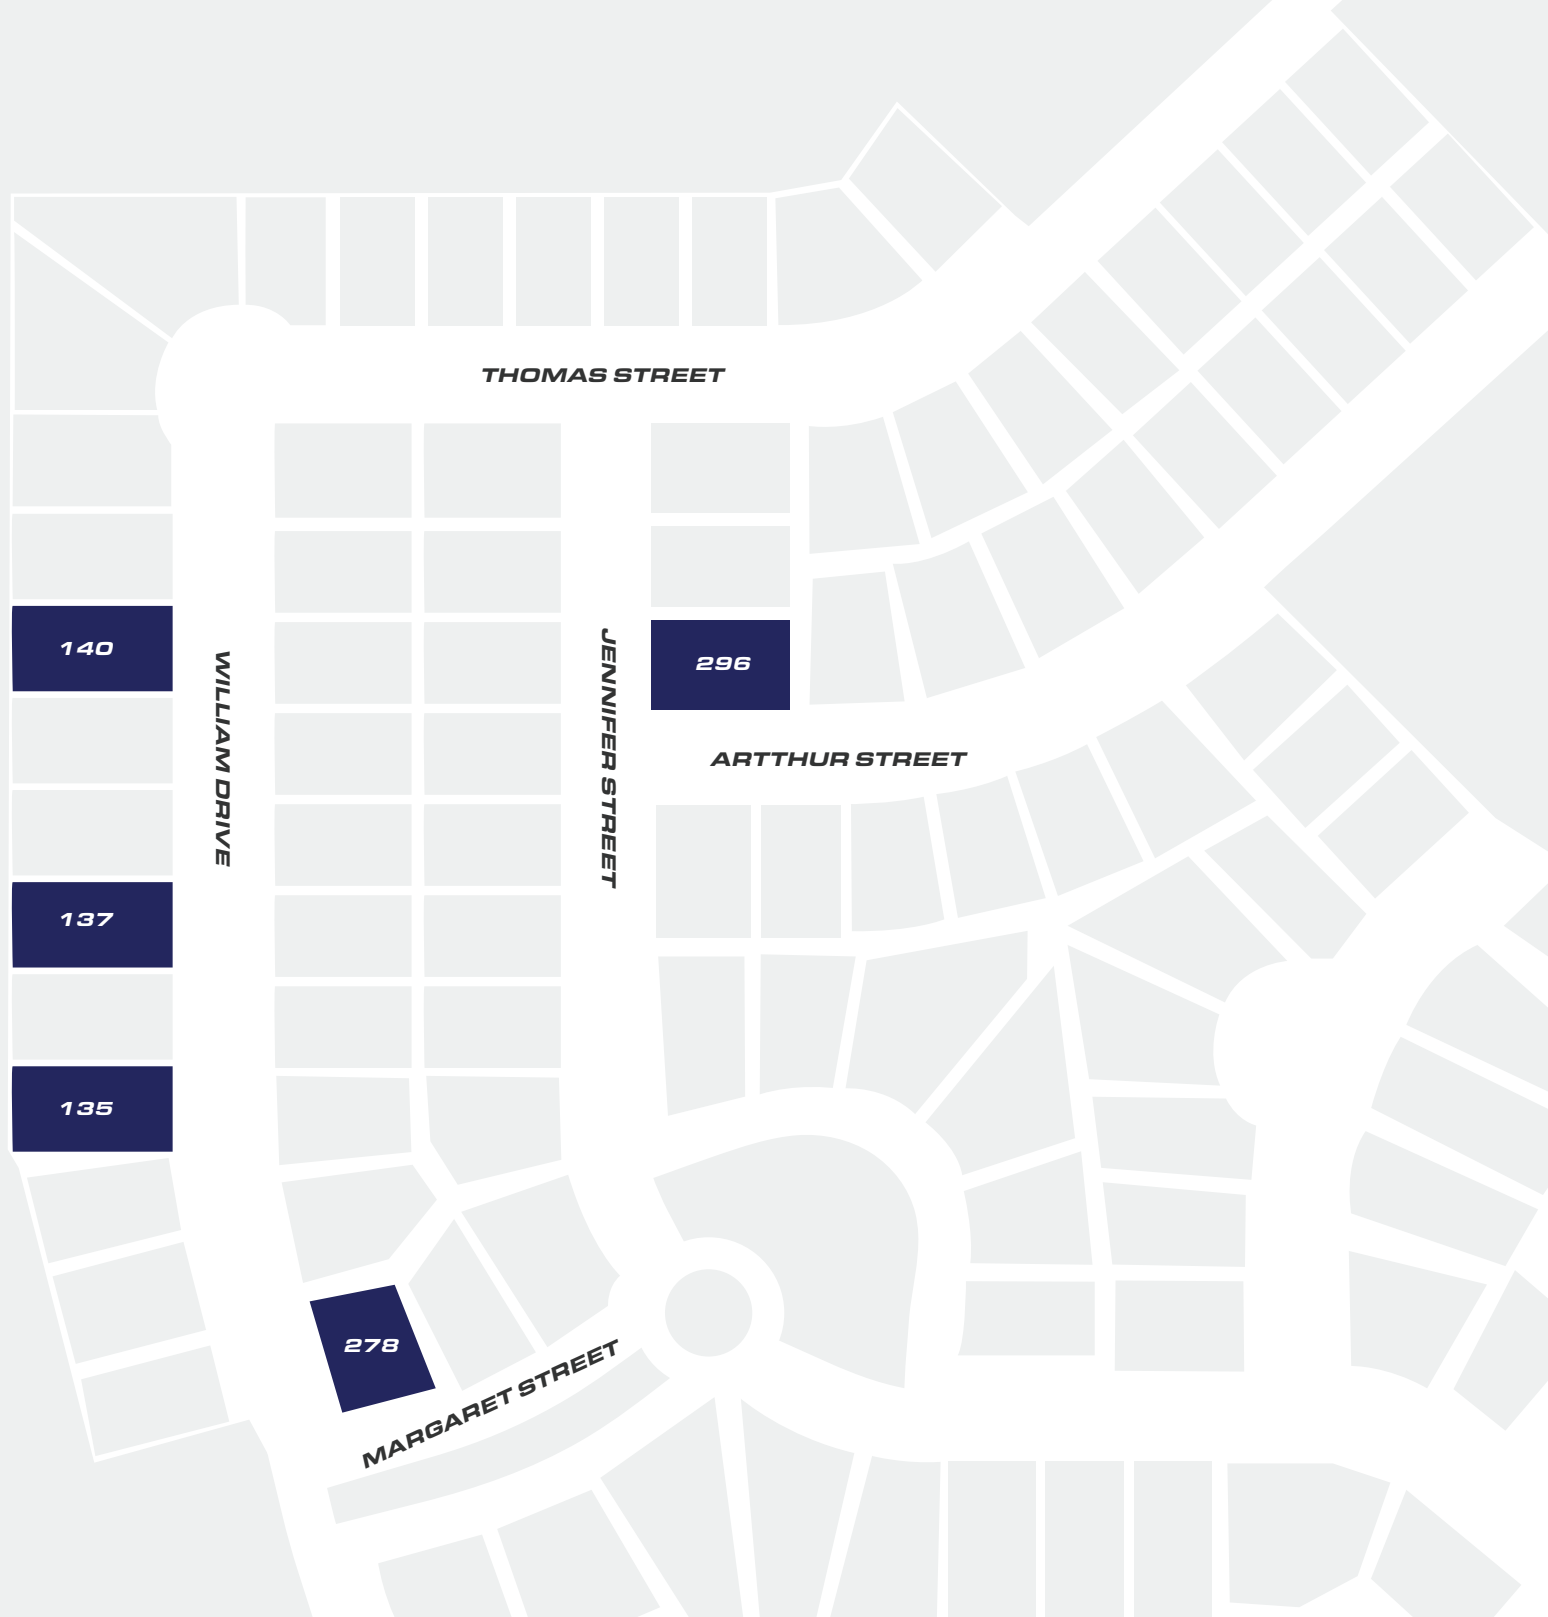 THOMAS STREET
140
WILLIAM DRIVE
JENNIFER STREET
296
ARTTHUR STREET
137
135
278
MARGARET STREET